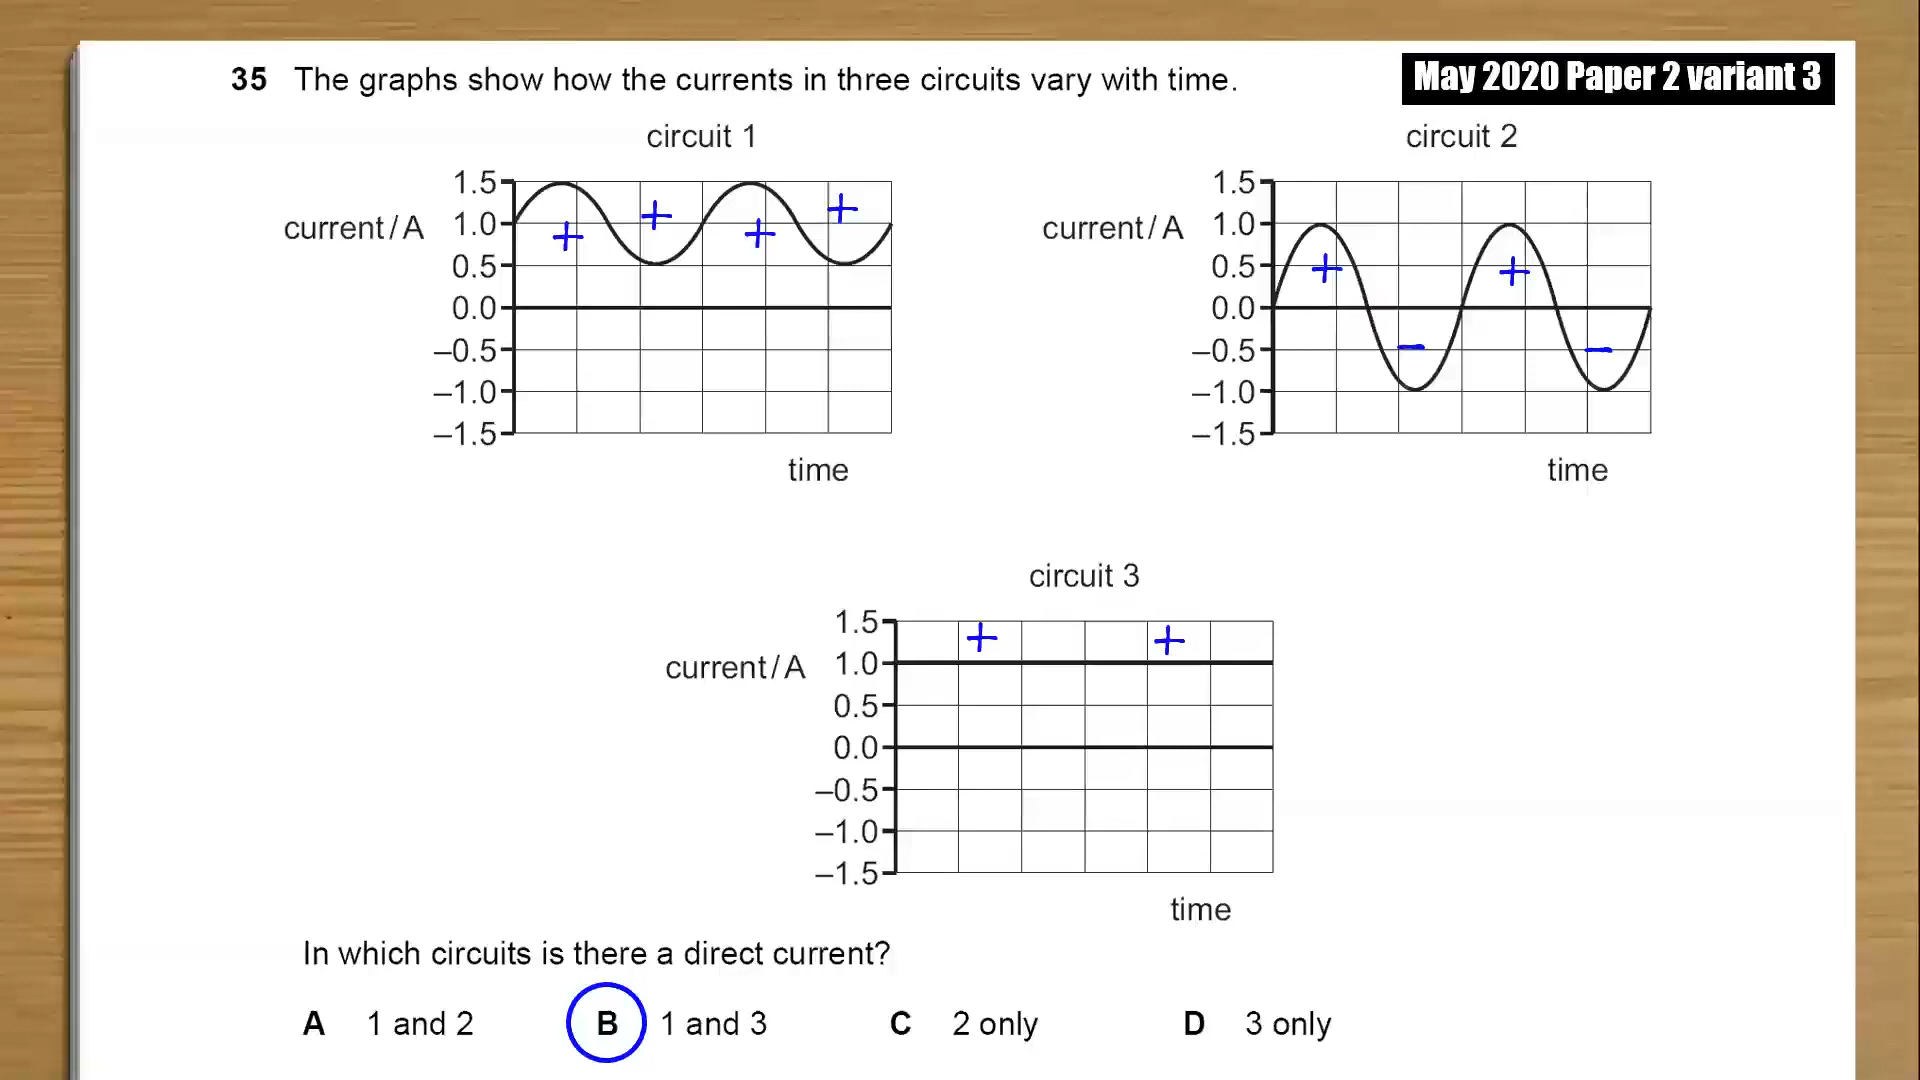 35 The graphs show how the currents in three circuits vary with time.
May 2020 Paper 2 variant 3
circuit 1
1.5
current / A 1.0
0.5
0.0
–0.5
–1.0
–1.5
time
+ + + +
circuit 2
1.5
current / A 1.0
0.5
0.0
–0.5
–1.0
–1.5
time
+ − + −
circuit 3
1.5
current / A 1.0
0.5
0.0
–0.5
–1.0
–1.5
time
+ +
In which circuits is there a direct current?
A 1 and 2 B 1 and 3 C 2 only D 3 only